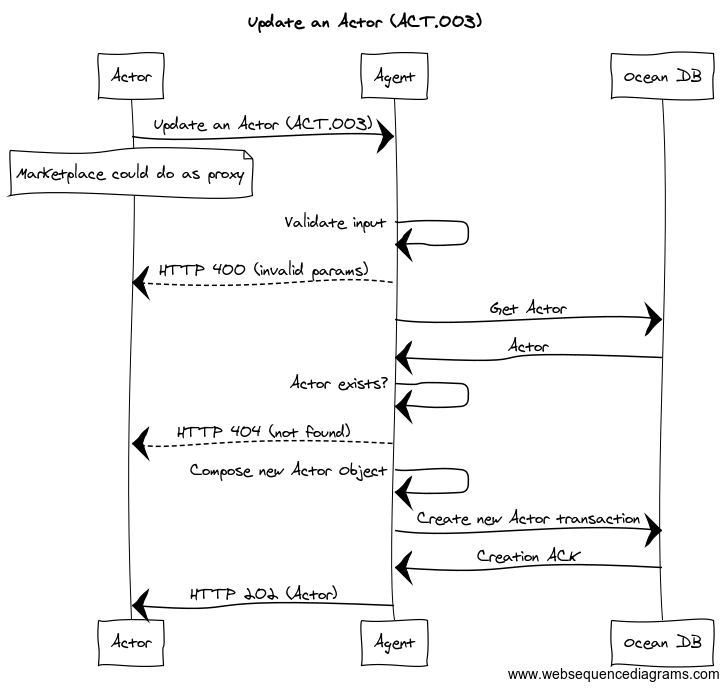 Update an Actor (ACT.003)
Actor
Agent
Ocean DB
Update an Actor (ACT.003)
Marketplace could do as proxy
Validate input
HTTP 400 (invalid params)
Get Actor
Actor
Actor exists?
HTTP 404 (not found)
Compose new Actor Object
Create new Actor transaction
Creation ACK
HTTP 202 (Actor)
Actor
Agent
Ocean DB
www.websequencediagrams.com